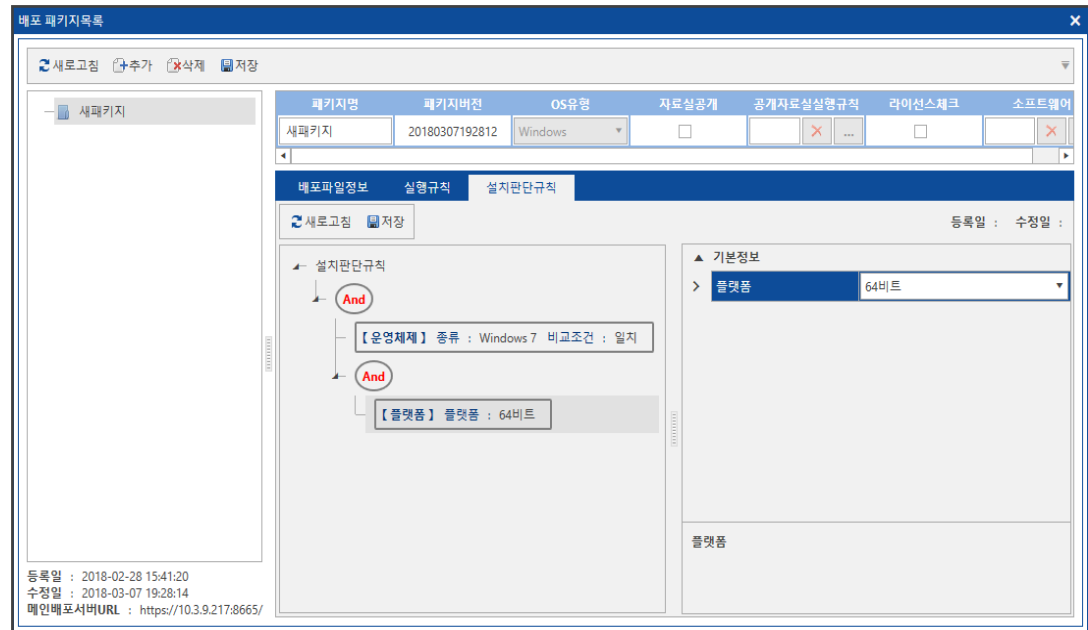 배포 패키지목록
새로고침 추가 삭제 저장
새패키지
패키지명 패키지버전 OS유형 자료실공개 공개자료실실행규칙 라이선스체크 소프트웨어
새패키지 20180307192812 Windows ...
배포파일정보 실행규칙 설치판단규칙
새로고침 저장 등록일 : 수정일 :
설치판단규칙
And
【 운영체제 】 종류 : Windows 7 비교조건 : 일치
And
【 플랫폼 】 플랫폼 : 64비트
기본정보
플랫폼 64비트
플랫폼
등록일 : 2018-02-28 15:41:20
수정일 : 2018-03-07 19:28:14
메인배포서버URL : https://10.3.9.217:8665/